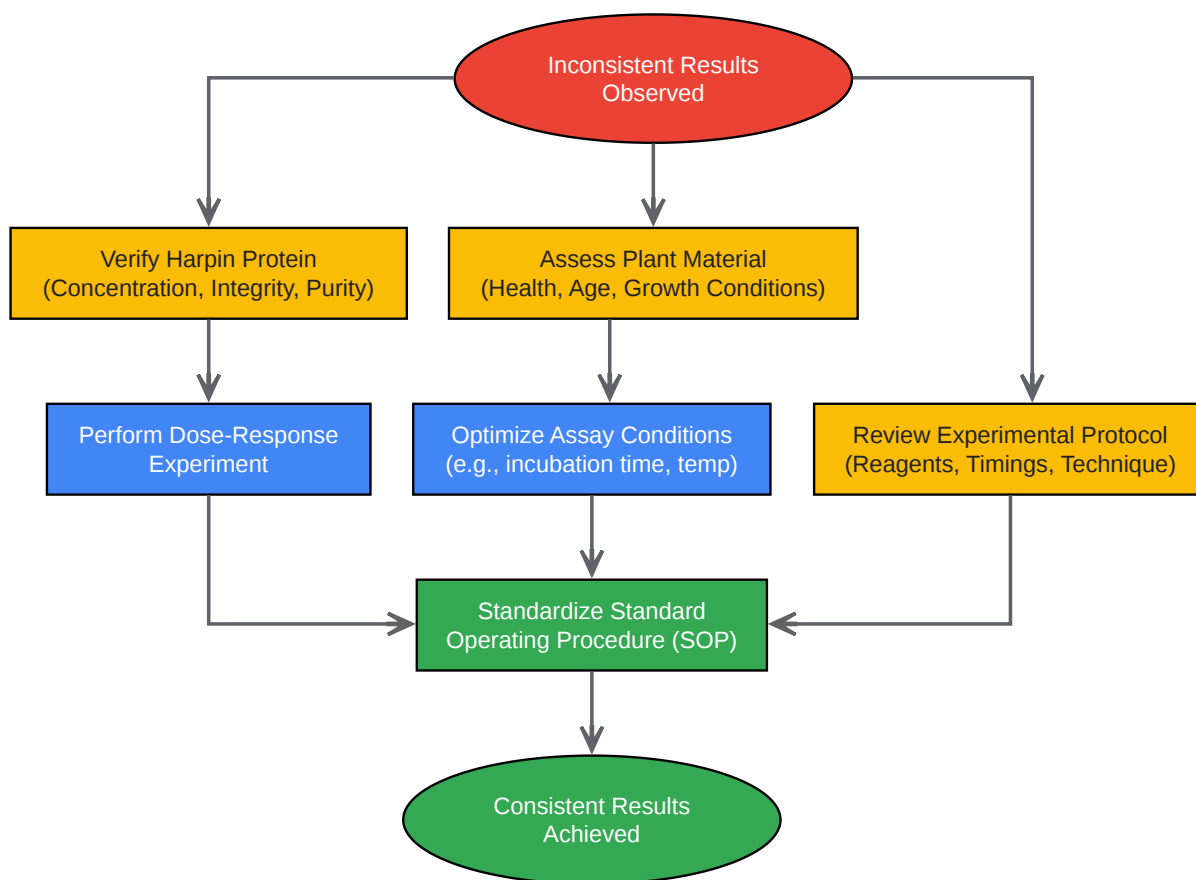 Inconsistent Results
Observed
Verify Harpin Protein
(Concentration, Integrity, Purity)
Assess Plant Material
(Health, Age, Growth Conditions)
Perform Dose-Response
Experiment
Optimize Assay Conditions
(e.g., incubation time, temp)
Review Experimental Protocol
(Reagents, Timings, Technique)
Standardize Standard
Operating Procedure (SOP)
Consistent Results
Achieved